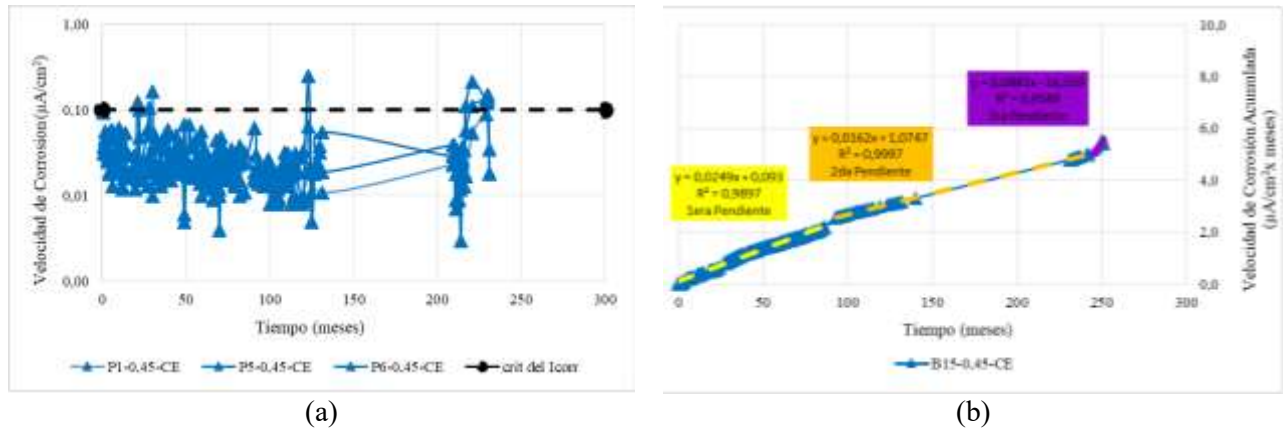 1,00
0,10
0,01
0,00
Velocidad de Corrosión (µA/cm²)
0 50 100 150 200 250 300
Tiempo (meses)
P1-0.45-CE P5-0.45-CE P6-0.45-CE crit del Icorr
(a)
10,0
8,0
6,0
4,0
2,0
0,0
Velocidad de Corrosión Acumulada
(µA/cm²x meses)
y = 0,0249x + 0,093
R² = 0,9897
1era Pendiente
y = 0,0162x + 1,0747
R² = 0,9997
2da Pendiente
0 50 100 150 200 250 300
Tiempo (meses)
B15-0.45-CE
(b)